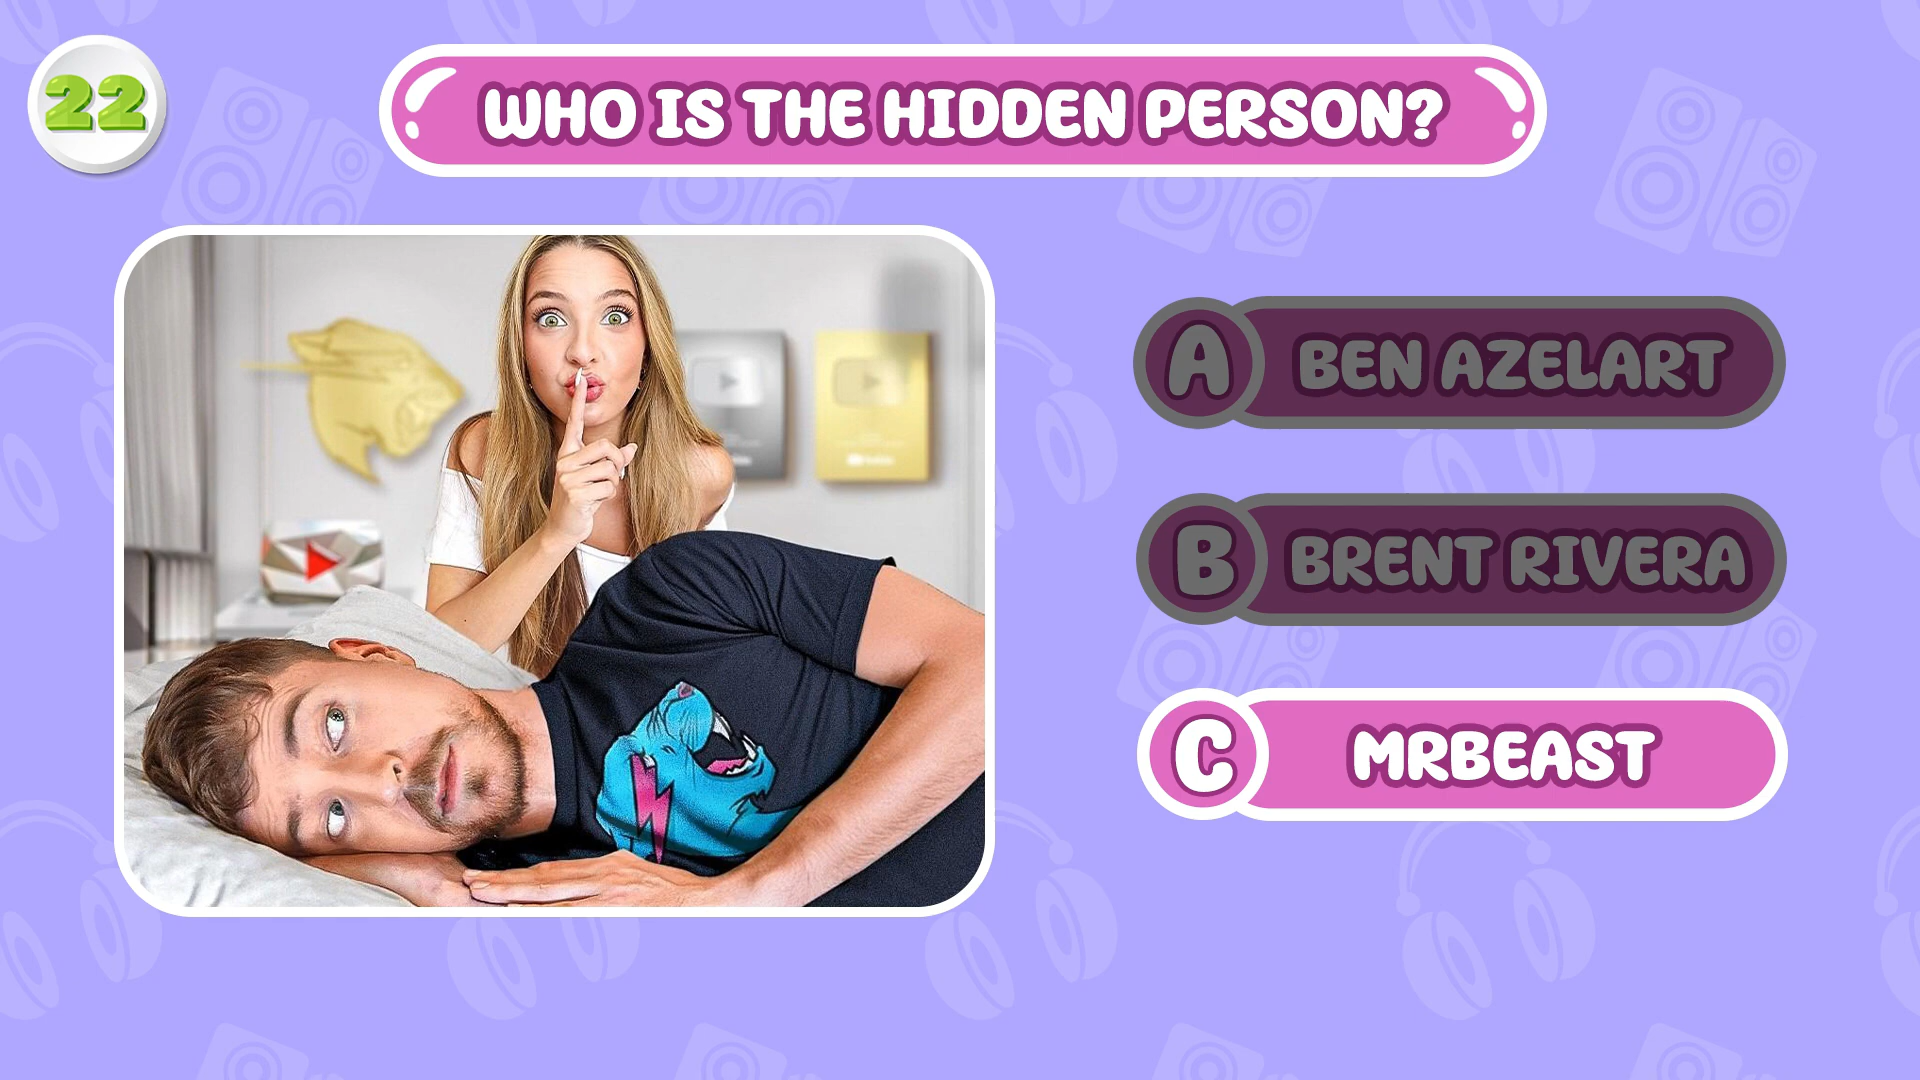 22
WHO IS THE HIDDEN PERSON?
A BEN AZELART
B BRENT RIVERA
C MRBEAST